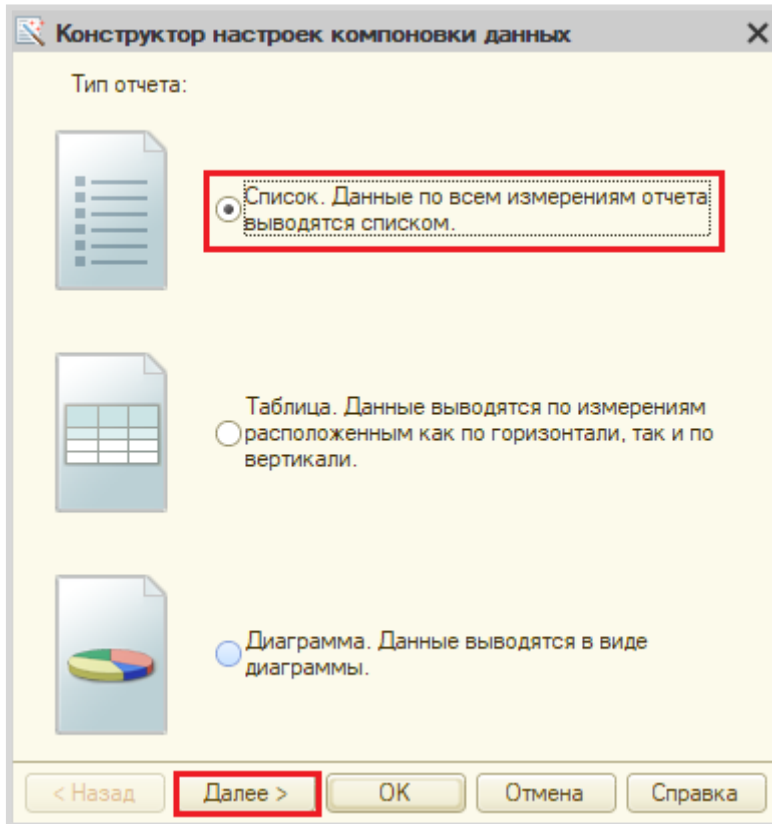 Конструктор настроек компоновки данных
Тип отчета:
Список. Данные по всем измерениям отчета
выводятся списком.
Таблица. Данные выводятся по измерениям
расположенным как по горизонтали, так и по
вертикали.
Диаграмма. Данные выводятся в виде
диаграммы.
< Назад Далее > OK Отмена Справка